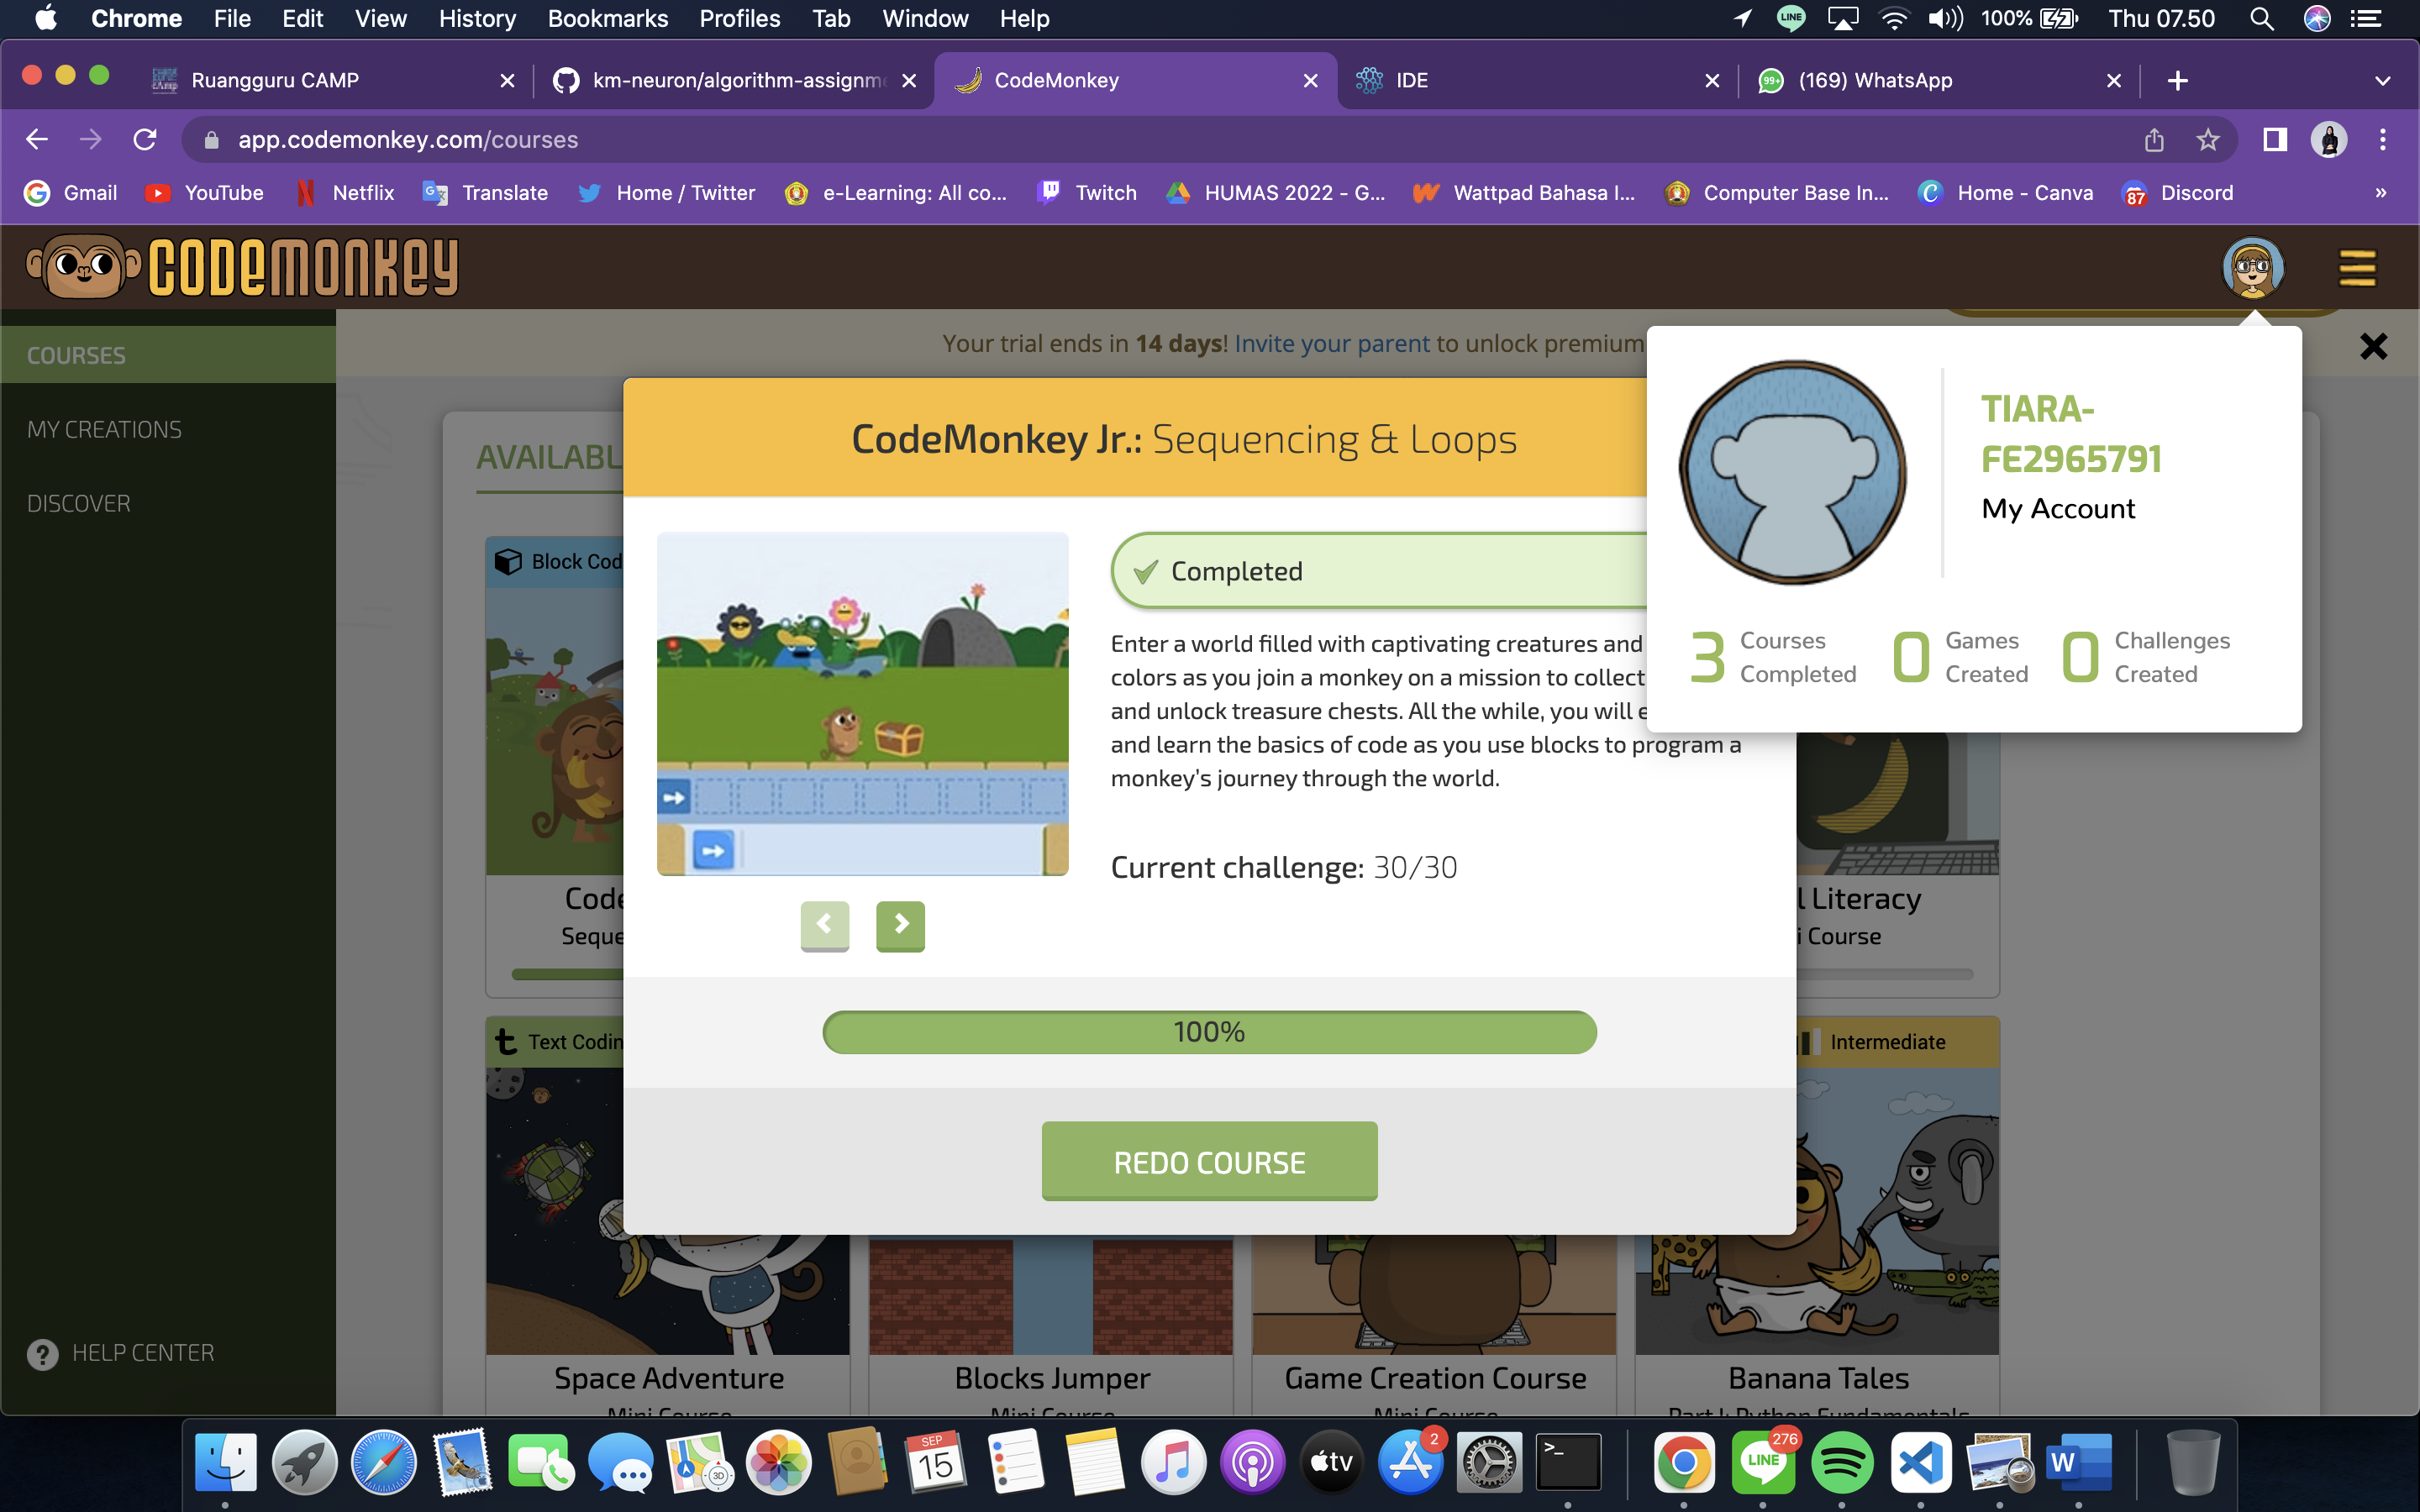 Chrome File Edit View History Bookmarks Profiles Tab Window Help
LINE 100% Thu 07.50
Ruangguru CAMP
km-neuron/algorithm-assignme
CodeMonkey
IDE
99+ (169) WhatsApp
app.codemonkey.com/courses
Gmail YouTube Netflix Translate Home / Twitter e-Learning: All co... Twitch HUMAS 2022 - G... Wattpad Bahasa I... Computer Base In... Home - Canva 87 Discord »
CODEMONKEY
COURSES
MY CREATIONS
DISCOVER
HELP CENTER
Your trial ends in 14 days! Invite your parent to unlock premium
AVAILABL
CodeMonkey Jr.: Sequencing & Loops
TIARA-
FE2965791
My Account
3 Courses Completed
0 Games Created
0 Challenges Created
Block Cod
Completed
Enter a world filled with captivating creatures and
colors as you join a monkey on a mission to collect
and unlock treasure chests. All the while, you will e
and learn the basics of code as you use blocks to program a
monkey's journey through the world.
Current challenge: 30/30
Code
Seque
l Literacy
i Course
100%
REDO COURSE
t Text Codin
Intermediate
Space Adventure
Mini Course
Blocks Jumper
Mini Course
Game Creation Course
Mini Course
Banana Tales
Part I: Python Fundamentals
SEP
15
3D
tv
2
>_
LINE
276
W